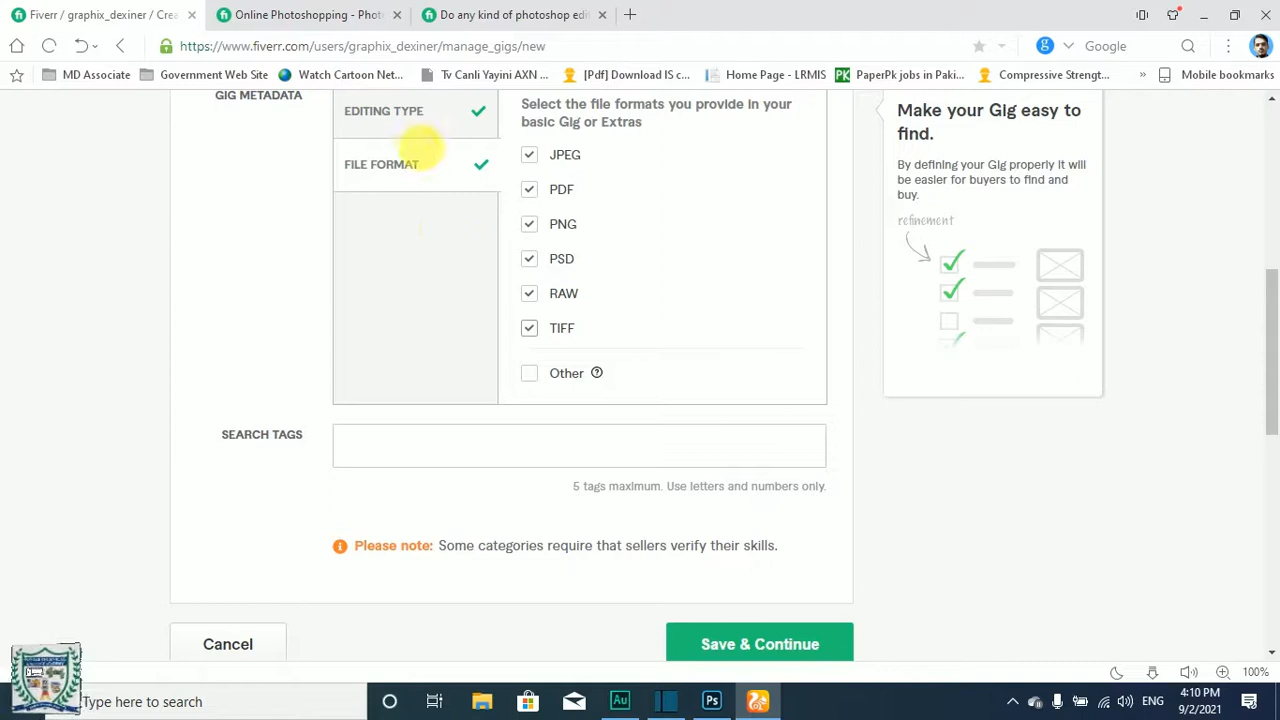 Fiverr / graphix_dexiner / Crea
Online Photoshopping - Phot
Do any kind of photoshop edi
https://www.fiverr.com/users/graphix_dexiner/manage_gigs/new
Google
MD Associate
Government Web Site
Watch Cartoon Net...
Tv Canli Yayini AXN ...
[Pdf] Download IS c...
Home Page - LRMIS
PaperPk jobs in Paki...
Compressive Strengt...
Mobile bookmarks
GIG METADATA
EDITING TYPE
FILE FORMAT
Select the file formats you provide in your
basic Gig or Extras
JPEG
PDF
PNG
PSD
RAW
TIFF
Other
Make your Gig easy to
find.
By defining your Gig properly it will
be easier for buyers to find and
buy.
refinement
SEARCH TAGS
5 tags maximum. Use letters and numbers only.
Please note: Some categories require that sellers verify their skills.
Cancel
Save & Continue
100%
Type here to search
Au
Ps
ENG
4:10 PM
9/2/2021